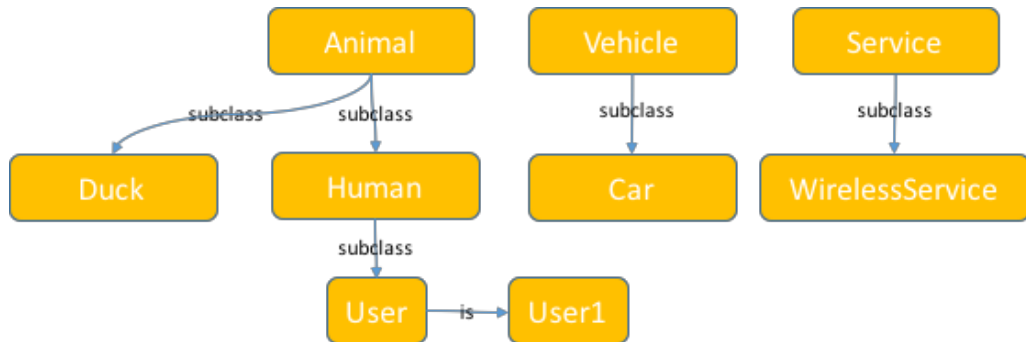 Animal
Vehicle
Service
subclass
subclass
subclass
subclass
Duck
Human
Car
WirelessService
subclass
User
is
User1